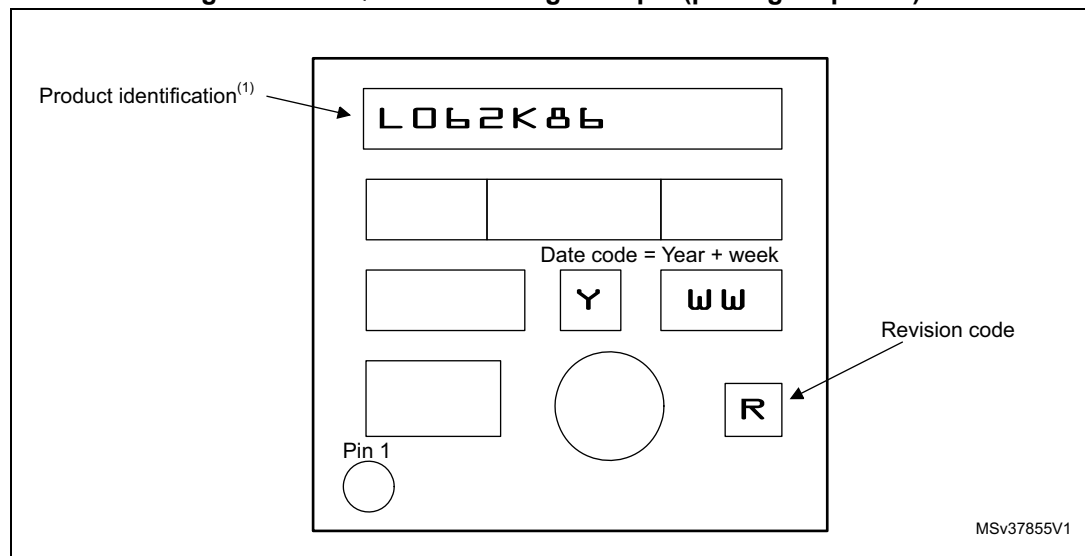 Product identification(1)
L062K86
Date code = Year + week
Y WW
Revision code
R
Pin 1
MSv37855V1